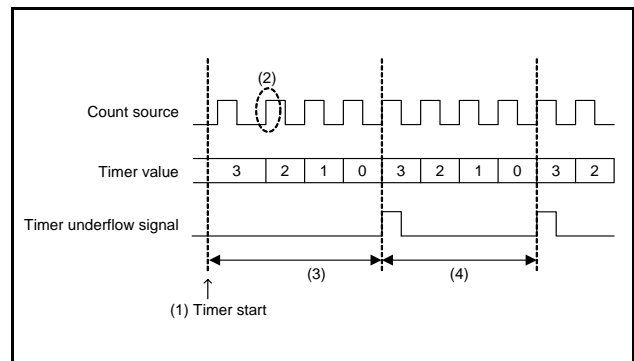 (2)
Count source
Timer value 3 2 1 0 3 2 1 0 3 2
Timer underflow signal
(3) (4)
(1) Timer start